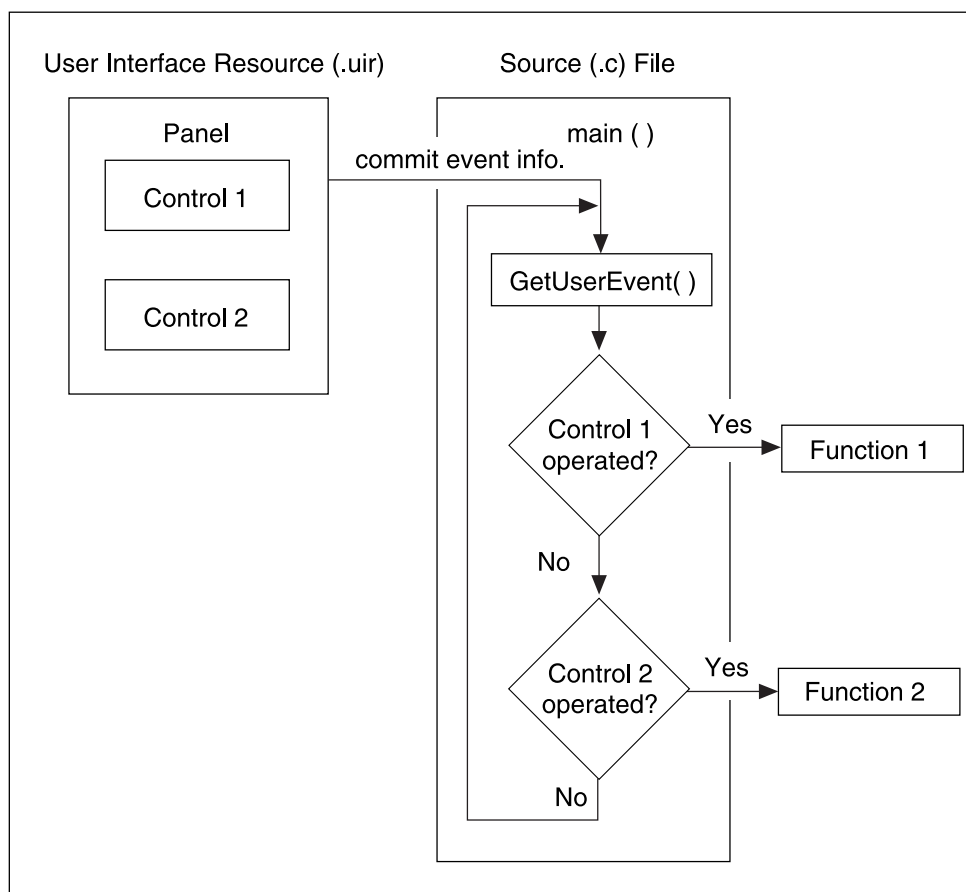 User Interface Resource (.uir)
Source (.c) File
Panel
Control 1
Control 2
main ( )
commit event info.
GetUserEvent( )
Control 1
operated?
Yes
Function 1
No
Control 2
operated?
Yes
Function 2
No